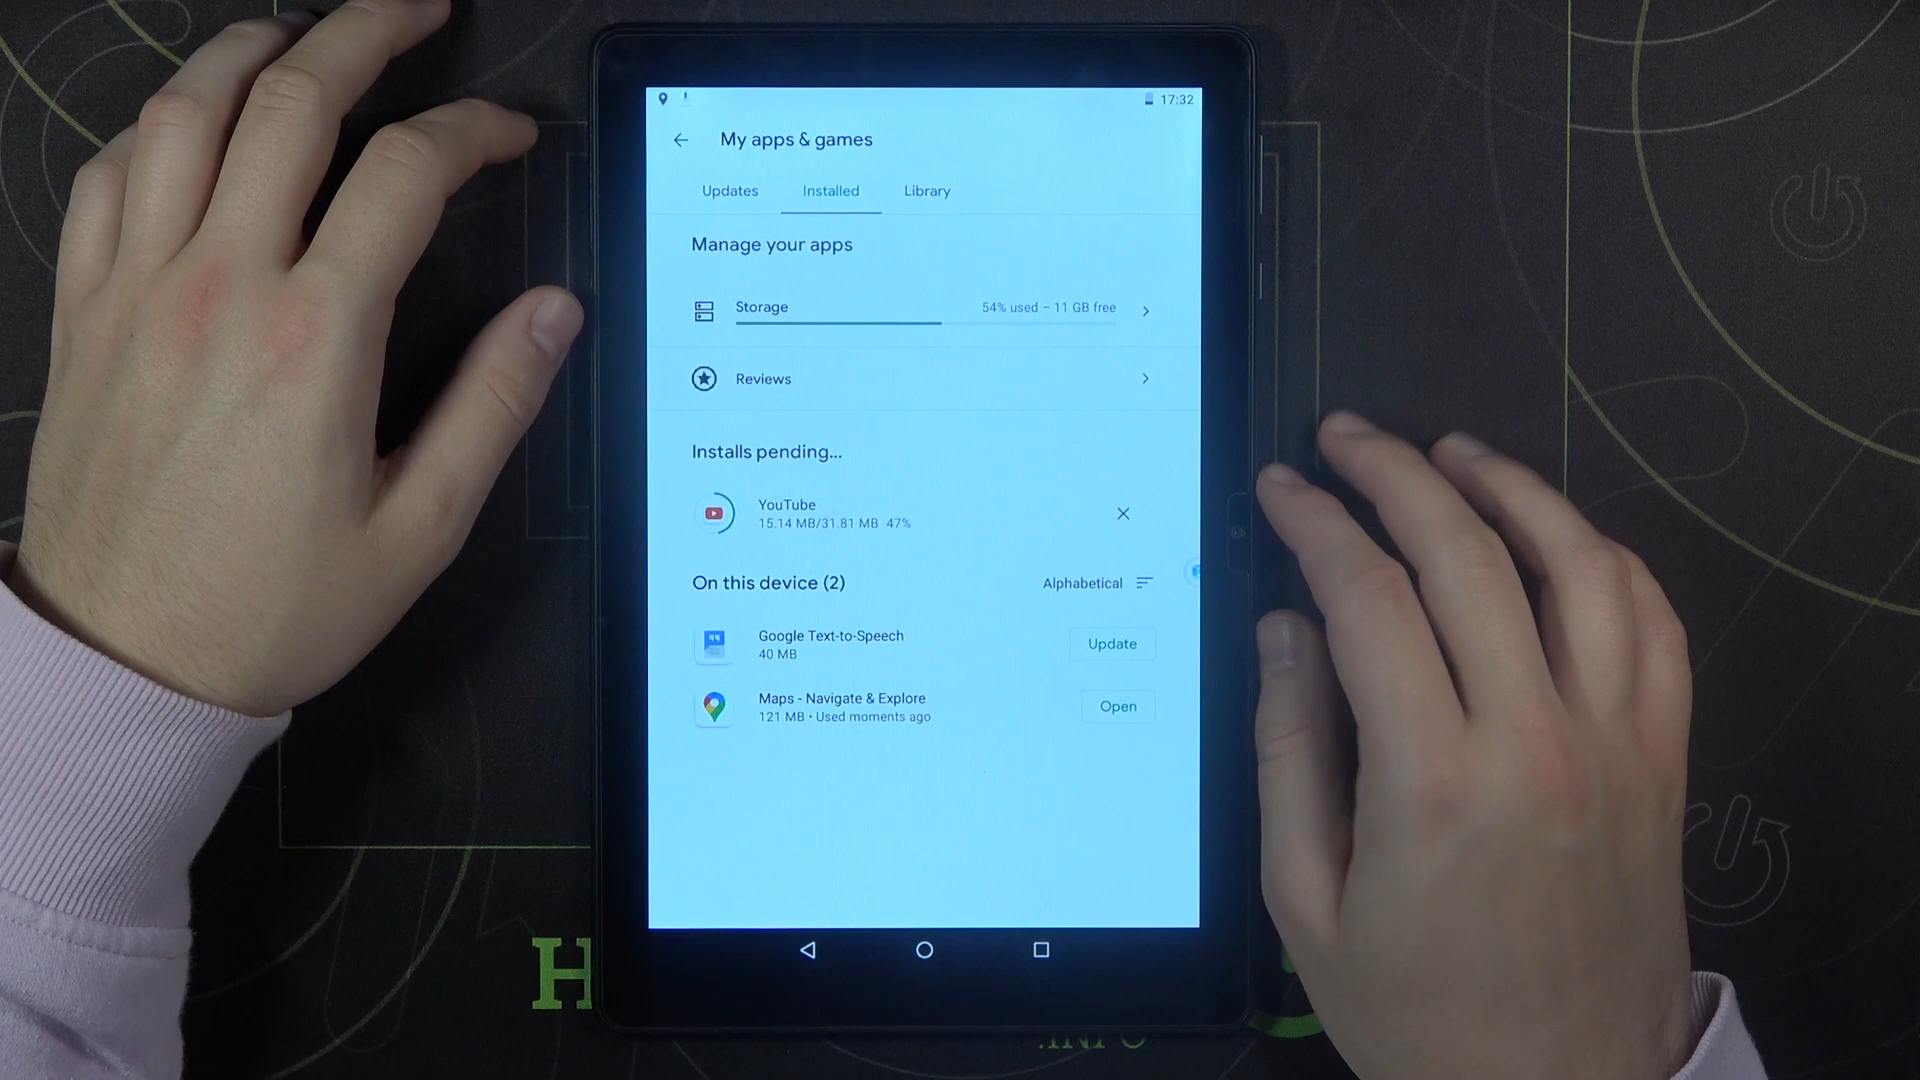 17:32
My apps & games
Updates Installed Library
Manage your apps
Storage 54% used – 11 GB free
Reviews
Installs pending...
YouTube
15.14 MB/31.81 MB 47%
On this device (2) Alphabetical
Google Text-to-Speech
40 MB
Update
Maps - Navigate & Explore
121 MB • Used moments ago
Open
H
.INFO